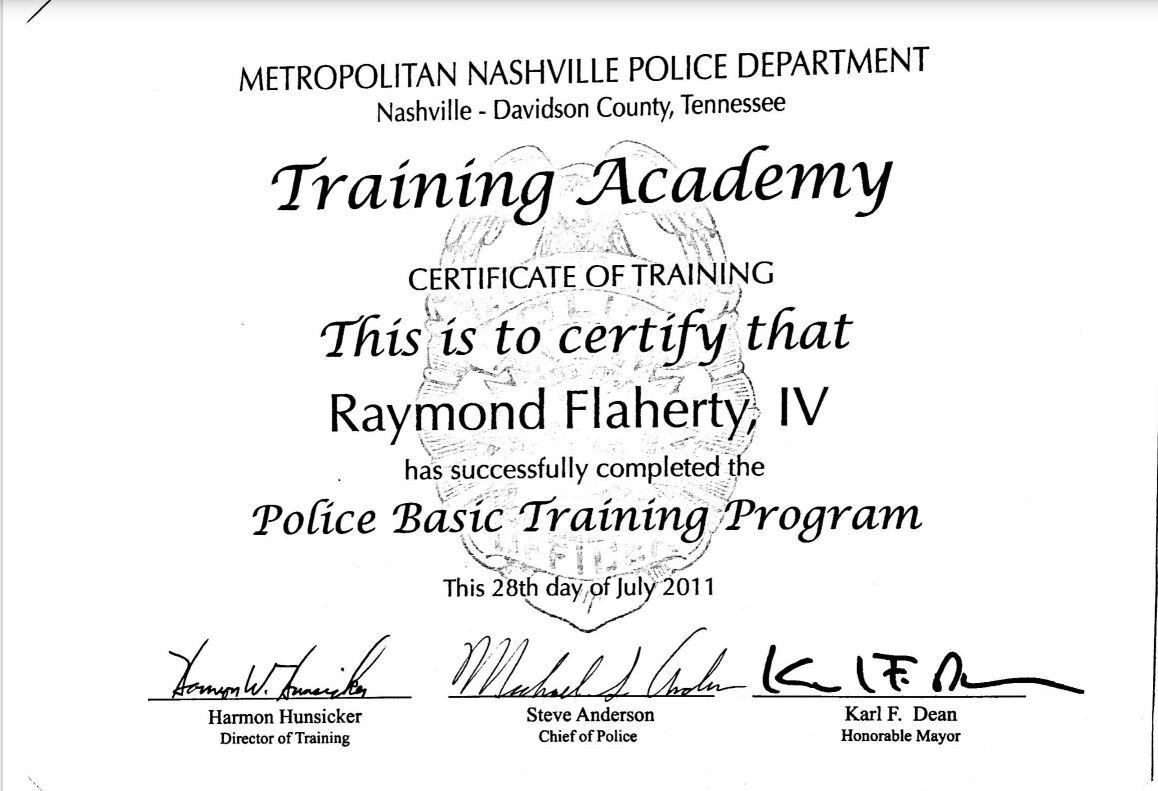 METROPOLITAN NASHVILLE POLICE DEPARTMENT
Nashville - Davidson County, Tennessee
Training Academy
CERTIFICATE OF TRAINING
This is to certify that
Raymond Flaherty, IV
has successfully completed the
Police Basic Training Program
OFFICER
This 28th day of July 2011
Harmon W. Hunsicker
Michael S Anderson
Karl F. Dean
Harmon Hunsicker
Steve Anderson
Karl F. Dean
Director of Training
Chief of Police
Honorable Mayor